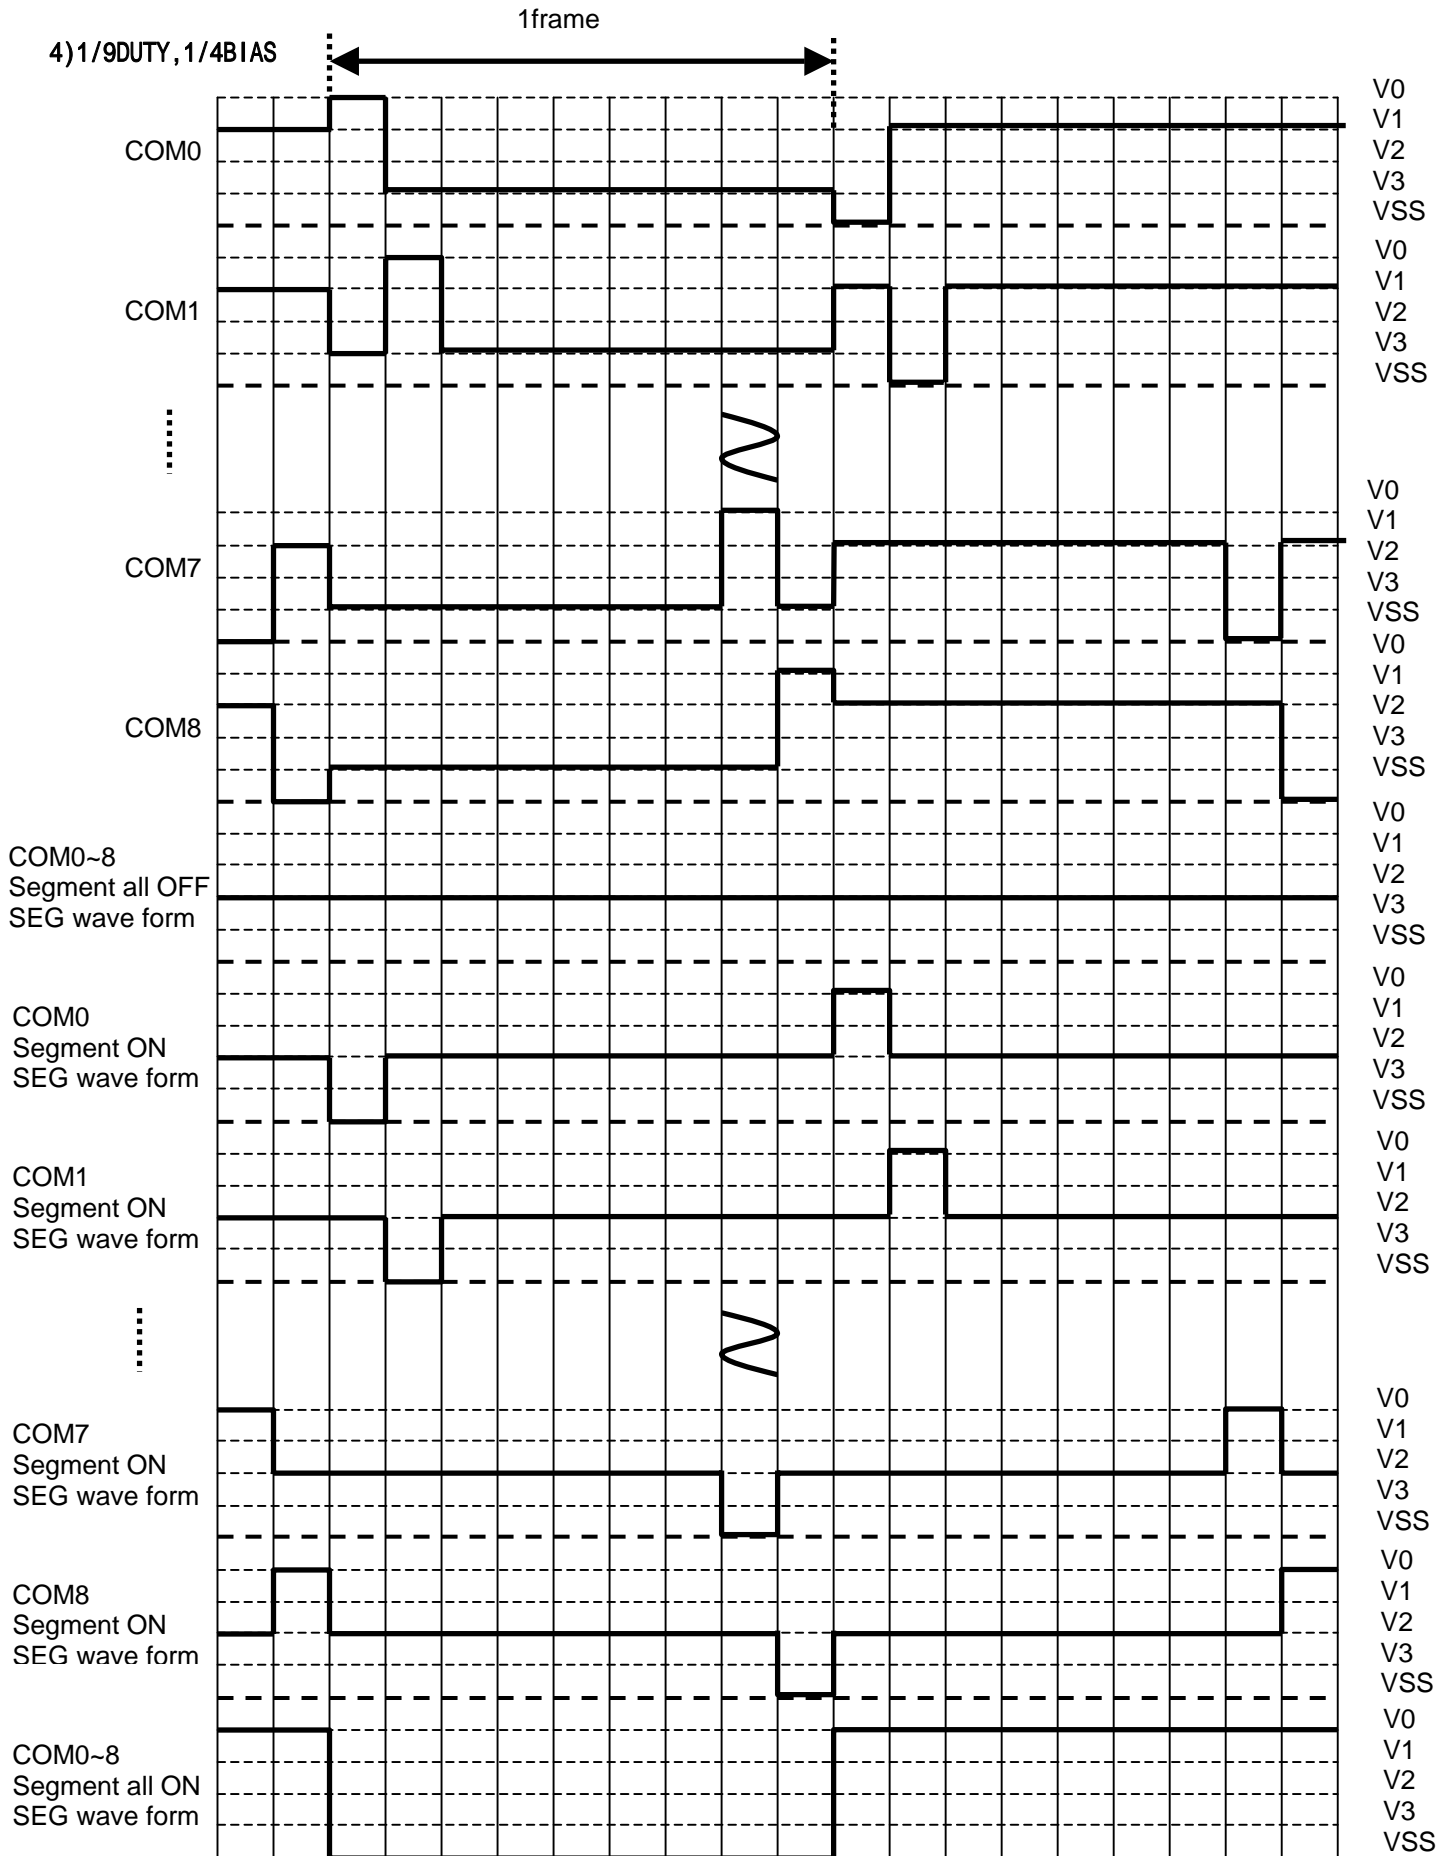 1frame
4)1/9DUTY,1/4BIAS
COM0
V0
V1
V2
V3
VSS
COM1
V0
V1
V2
V3
VSS
COM7
V0
V1
V2
V3
VSS
COM8
V0
V1
V2
V3
VSS
COM0~8
Segment all OFF
SEG wave form
V0
V1
V2
V3
VSS
COM0
Segment ON
SEG wave form
V0
V1
V2
V3
VSS
COM1
Segment ON
SEG wave form
V0
V1
V2
V3
VSS
COM7
Segment ON
SEG wave form
V0
V1
V2
V3
VSS
COM8
Segment ON
SEG wave form
V0
V1
V2
V3
VSS
COM0~8
Segment all ON
SEG wave form
V0
V1
V2
V3
VSS